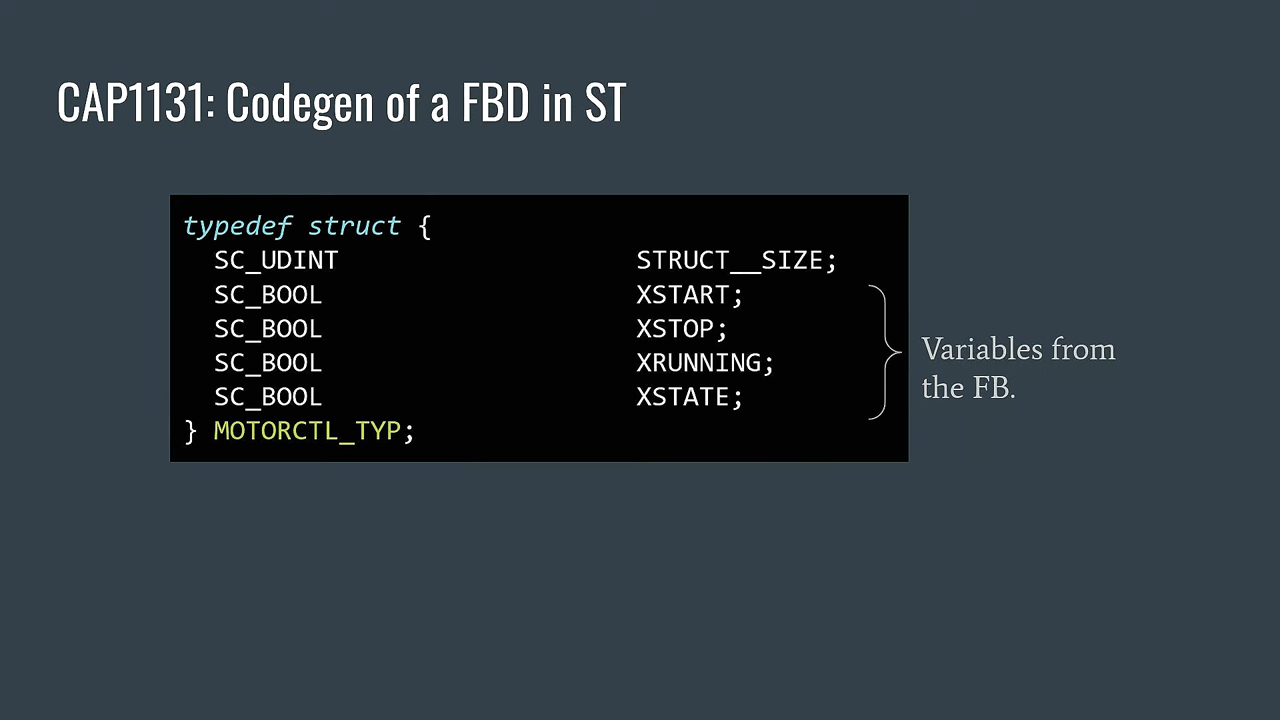 CAP1131: Codegen of a FBD in ST
typedef struct {
SC_UDINT STRUCT__SIZE;
SC_BOOL XSTART;
SC_BOOL XSTOP;
SC_BOOL XRUNNING;
SC_BOOL XSTATE;
} MOTORCTL_TYP;
Variables from
the FB.